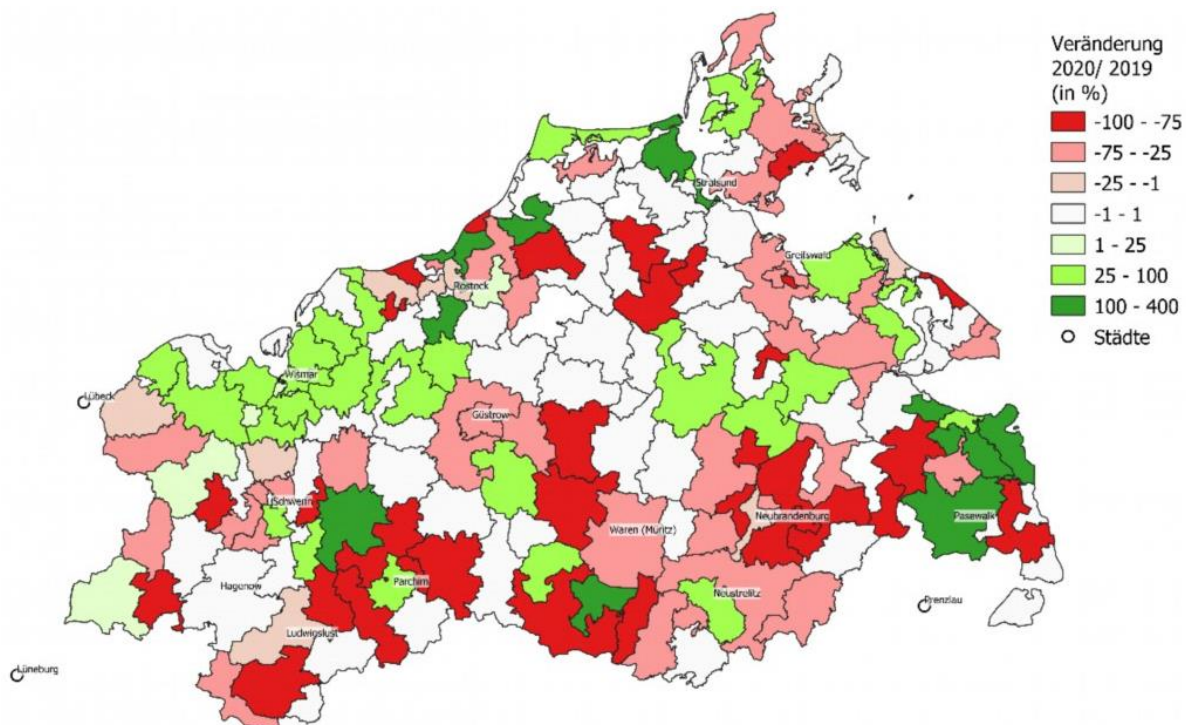 Veränderung
2020/ 2019
(in %)
-100 - -75
-75 - -25
-25 - -1
-1 - 1
1 - 25
25 - 100
100 - 400
Städte
Stralsund
Greifswald
Rostock
Wismar
Lübeck
Güstrow
Schwerin
Waren (Müritz)
Neubrandenburg
Pasewalk
Hagenow
Parchim
Neustrelitz
Prenzlau
Ludwigslust
Lüneburg